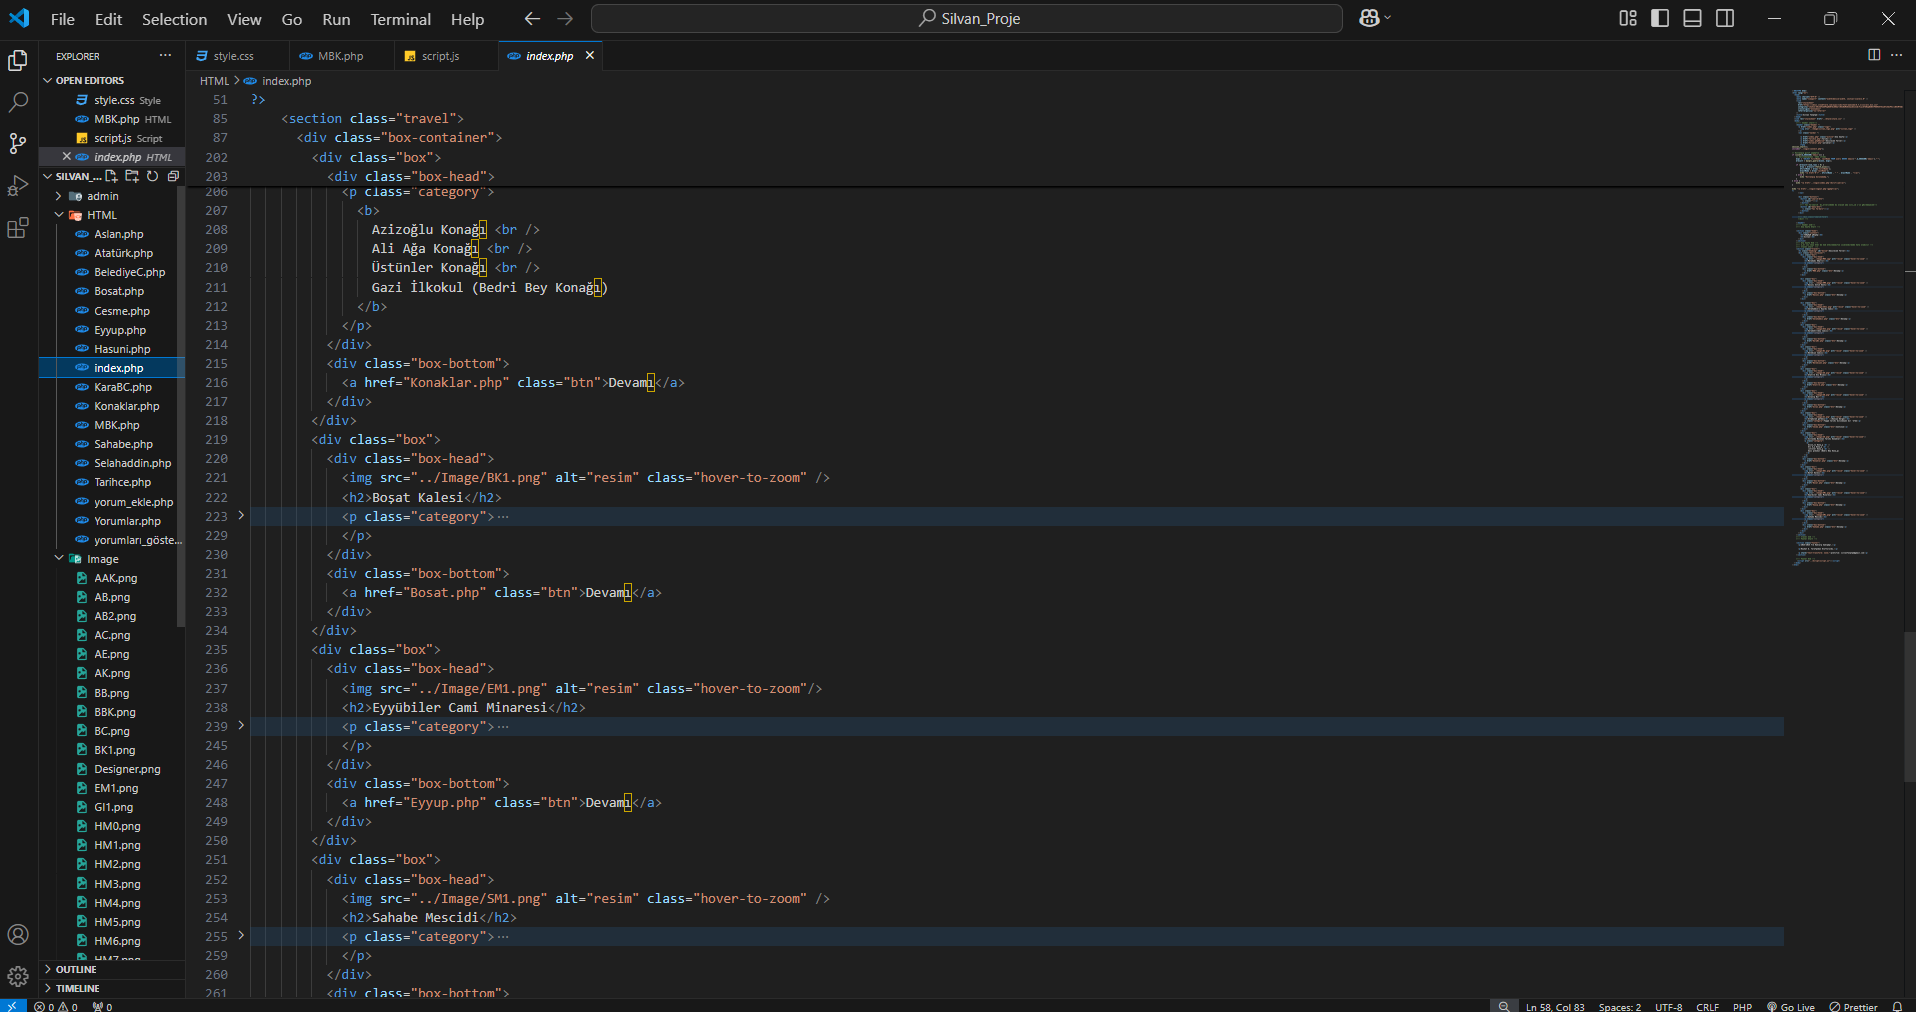 File Edit Selection View Go Run Terminal Help
Silvan_Proje
EXPLORER
OPEN EDITORS
style.css Style
MBK.php HTML
script.js Script
index.php HTML
SILVAN_...
admin
HTML
Aslan.php
Atatürk.php
BelediyeC.php
Bosat.php
Cesme.php
Eyyup.php
Hasuni.php
index.php
KaraBC.php
Konaklar.php
MBK.php
Sahabe.php
Selahaddin.php
Tarihce.php
yorum_ekle.php
Yorumlar.php
yorumları_göste...
Image
AAK.png
AB.png
AB2.png
AC.png
AE.png
AK.png
BB.png
BBK.png
BC.png
BK1.png
Designer.png
EM1.png
GI1.png
HM0.png
HM1.png
HM2.png
HM3.png
HM4.png
HM5.png
HM6.png
HM7.png
OUTLINE
TIMELINE
style.css MBK.php script.js index.php
HTML > index.php
51 ?>
85 <section class="travel">
87 <div class="box-container">
202 <div class="box">
203 <div class="box-head">
206 <p class="category">
207 <b>
208 Azizoğlu Konağı <br />
209 Ali Ağa Konağı <br />
210 Üstünler Konağı <br />
211 Gazi İlkokul (Bedri Bey Konağı)
212 </b>
213 </p>
214 </div>
215 <div class="box-bottom">
216 <a href="Konaklar.php" class="btn">Devamı</a>
217 </div>
218 </div>
219 <div class="box">
220 <div class="box-head">
221 <img src="../Image/BK1.png" alt="resim" class="hover-to-zoom" />
222 <h2>Boşat Kalesi</h2>
223 <p class="category">···
229 </p>
230 </div>
231 <div class="box-bottom">
232 <a href="Bosat.php" class="btn">Devamı</a>
233 </div>
234 </div>
235 <div class="box">
236 <div class="box-head">
237 <img src="../Image/EM1.png" alt="resim" class="hover-to-zoom"/>
238 <h2>Eyyübiler Cami Minaresi</h2>
239 <p class="category">···
245 </p>
246 </div>
247 <div class="box-bottom">
248 <a href="Eyyup.php" class="btn">Devamı</a>
249 </div>
250 </div>
251 <div class="box">
252 <div class="box-head">
253 <img src="../Image/SM1.png" alt="resim" class="hover-to-zoom" />
254 <h2>Sahabe Mescidi</h2>
255 <p class="category">···
259 </p>
260 </div>
261 <div class="box-bottom">
0 0 0 Ln 58, Col 83 Spaces: 2 UTF-8 CRLF PHP Go Live Prettier